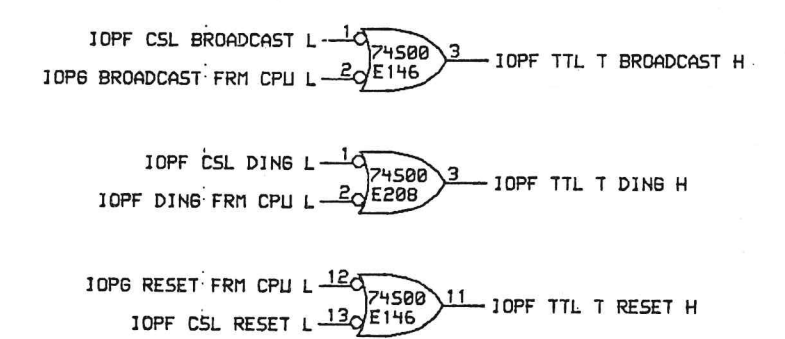 IOPF CSL BROADCAST L 1 74S00 3 IOPF TTL T BROADCAST H
IOPG BROADCAST FRM CPU L 2 E146
IOPF CSL DING L 1 74S00 3 IOPF TTL T DING H
IOPF DING FRM CPU L 2 E208
IOPG RESET FRM CPU L 12 74S00 11 IOPF TTL T RESET H
IOPF CSL RESET L 13 E146